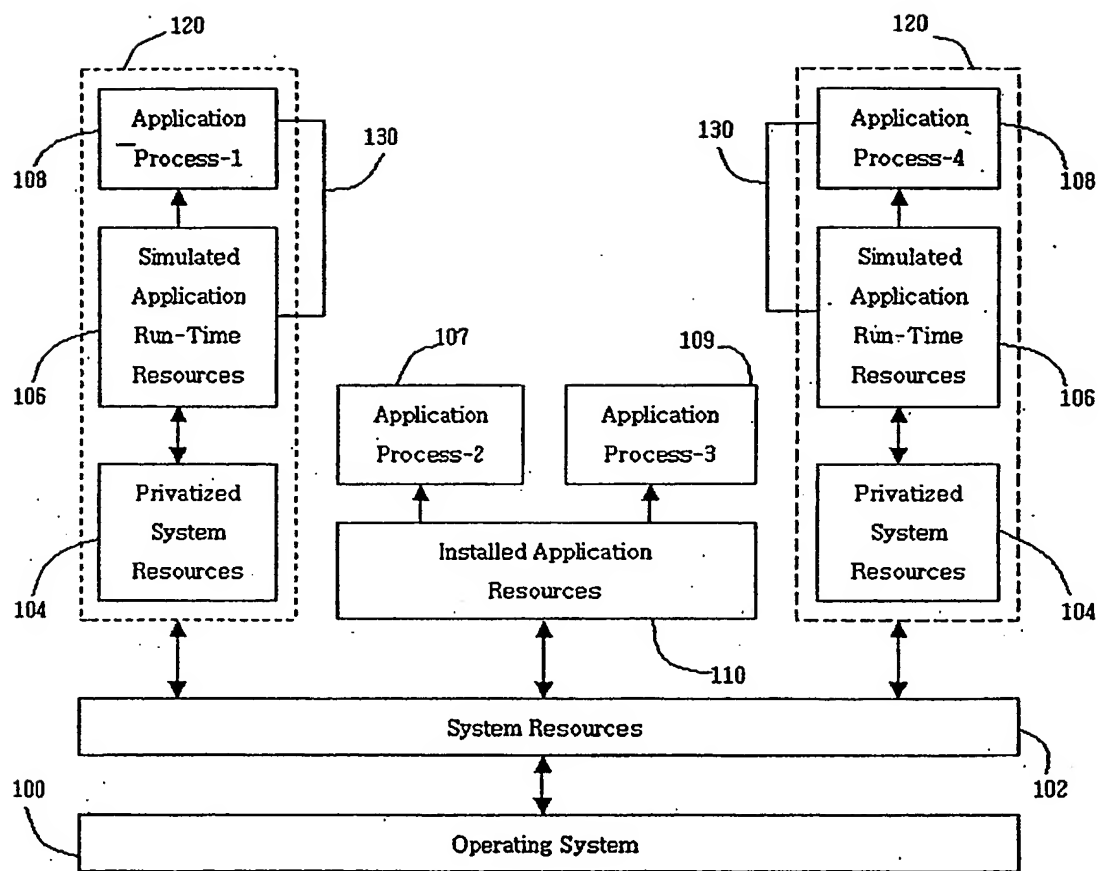 120
120
Application
Process-1
130
130
Application
Process-4
108
108
Simulated
Application
Run-Time
Resources
Simulated
Application
Run-Time
Resources
107
109
106
106
Application
Process-2
Application
Process-3
Privatized
System
Resources
Privatized
System
Resources
Installed Application
Resources
104
104
110
System Resources
102
100
Operating System